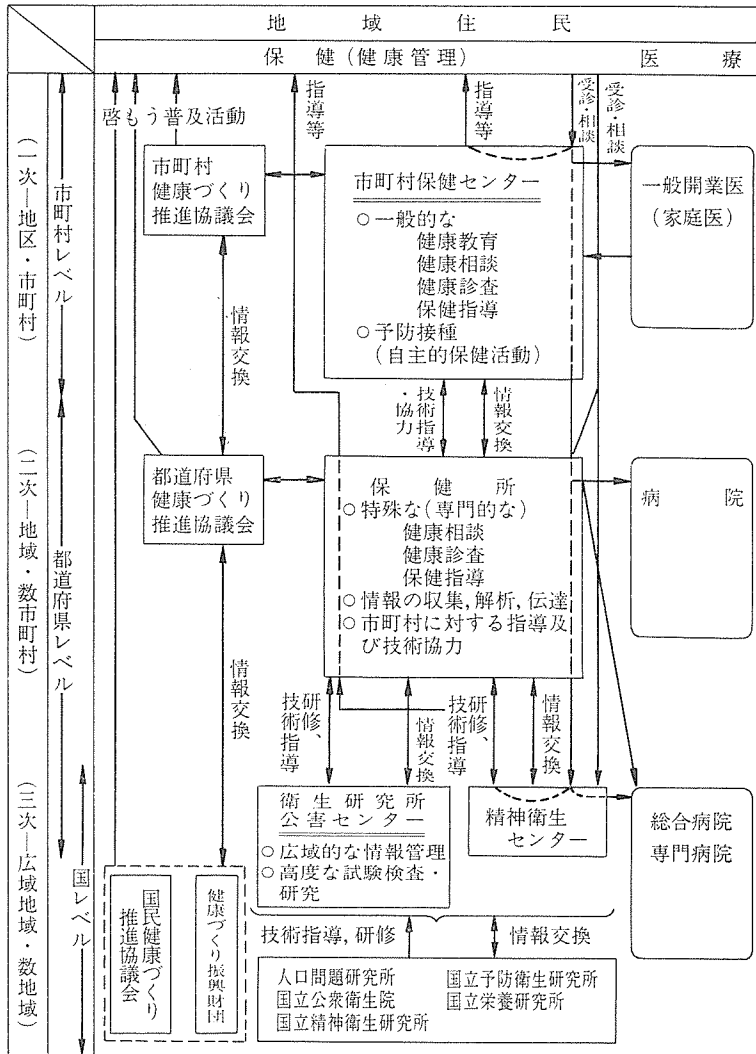 地域住民
保健(健康管理)
医療
啓もう普及活動
指導等
指導等
受診・相談
受診・相談
(一次―地区・市町村)
市町村レベル
市町村
健康づくり
推進協議会
市町村保健センター
○一般的な
健康教育
健康相談
健康診査
保健指導
○予防接種
(自主的保健活動)
一般開業医
(家庭医)
情報交換
技術指導
・協力
情報交換
(二次―地域・数市町村)
都道府県レベル
都道府県
健康づくり
推進協議会
保健所
○特殊な(専門的な)
健康相談
健康診査
保健指導
○情報の収集,解析,伝達
○市町村に対する指導及
び技術協力
病院
情報交換
研修、
技術指導
情報交換
研修、
技術指導
情報交換
(三次―広域地域・数地域)
国レベル
衛生研究所
公害センター
○広域的な情報管理
○高度な試験検査・
研究
精神衛生
センター
総合病院
専門病院
国民健康づくり
推進協議会
健康づくり振興財団
技術指導,研修
情報交換
人口問題研究所
国立予防衛生研究所
国立公衆衛生院
国立栄養研究所
国立精神衛生研究所